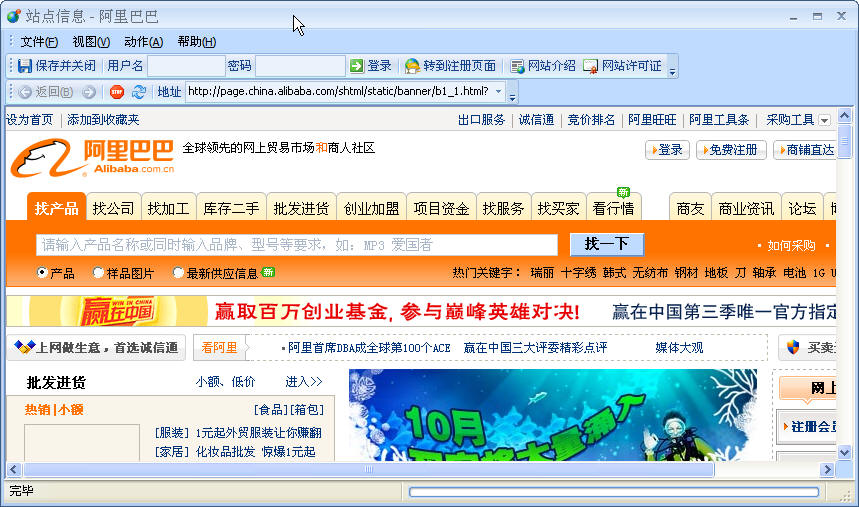 站点信息 - 阿里巴巴
文件(F) 视图(V) 动作(A) 帮助(H)
保存并关闭 用户名 密码 登录 转到注册页面 网站介绍 网站许可证
返回(B) STOP 地址 http://page.china.alibaba.com/shtml/static/banner/b1_1.html?
设为首页 | 添加到收藏夹 出口服务 | 诚信通 | 竞价排名 | 阿里旺旺 | 阿里工具条 | 采购工具
阿里巴巴 Alibaba.com.cn 全球领先的网上贸易市场和商人社区 登录 免费注册 商铺直达
新
找产品 找公司 找加工 库存二手 批发进货 创业加盟 项目资金 找服务 找买家 看行情 商友 商业资讯 论坛
请输入产品名称或同时输入品牌、型号等要求，如：MP3 爱国者 找一下 · 如何采购 ·
产品 样品图片 最新供应信息 新 热门关键字： 瑞丽 十字绣 韩式 无纺布 钢材 地板 刀 轴承 电池 1G U
赢在中国 WIN IN CHINA 赢取百万创业基金，参与巅峰英雄对决! 赢在中国第三季唯一官方指定
上网做生意，首选诚信通 看阿里 ·阿里首席DBA成全球第100个ACE 赢在中国三大评委精彩点评 媒体大观 买卖
批发进货 小额、低价 进入>>
热销|小额 [食品][箱包]
[服装] 1元起外贸服装让你赚翻
[家居] 化妆品批发 惊爆1元起
10月
大量涌入
网上
注册会员
完毕